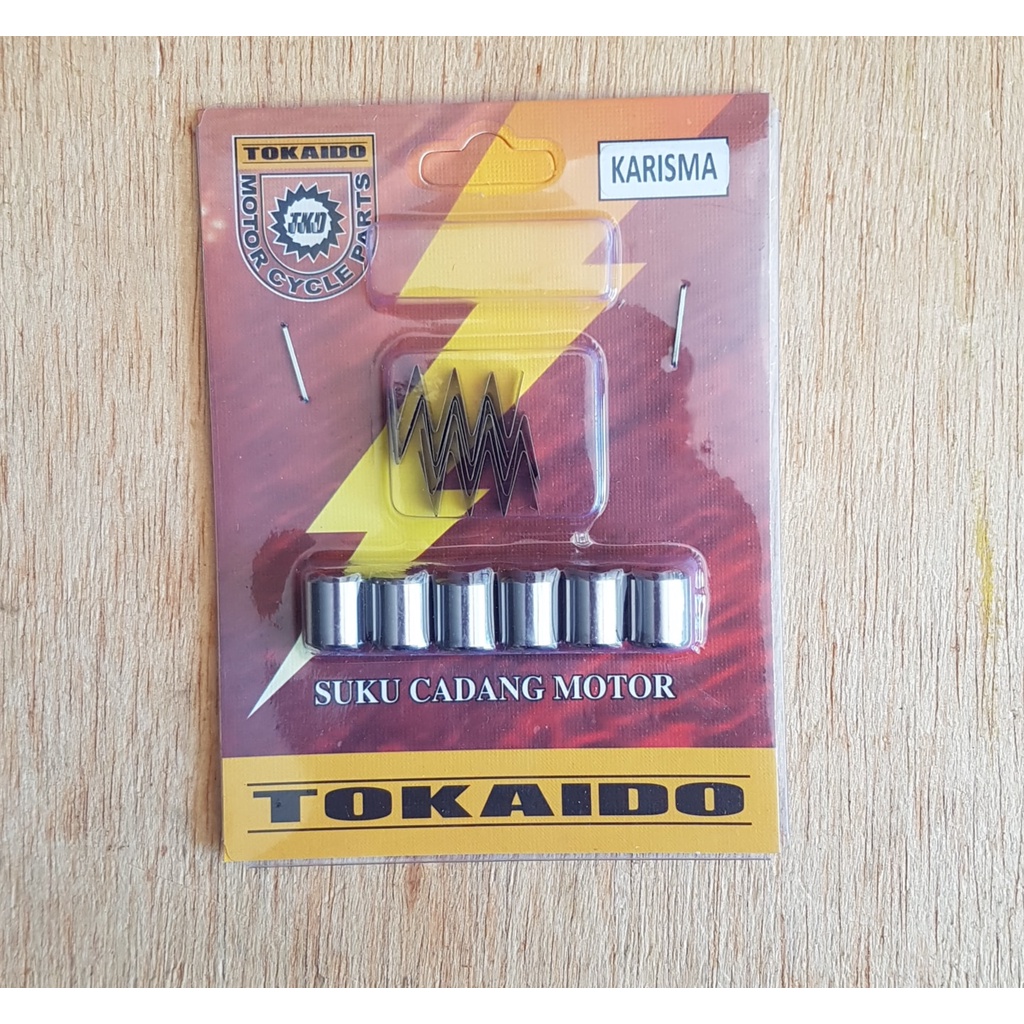 TOKAIDO
TKD
MOTOR CYCLE PARTS
KARISMA
SUKU CADANG MOTOR
TOKAIDO